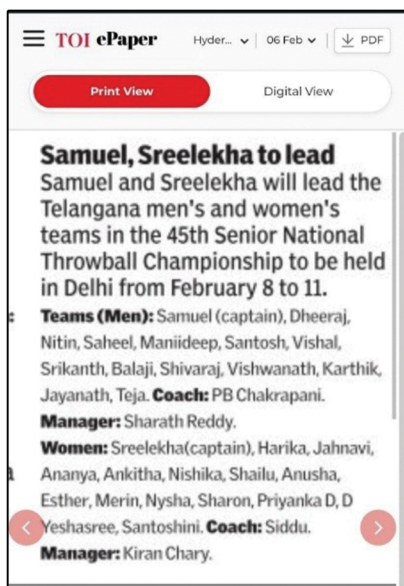 TOI ePaper Hyder... 06 Feb PDF
Print View Digital View
Samuel, Sreelekha to lead
Samuel and Sreelekha will lead the
Telangana men's and women's
teams in the 45th Senior National
Throwball Championship to be held
in Delhi from February 8 to 11.
Teams (Men): Samuel (captain), Dheeraj,
Nitin, Saheel, Maniideep, Santosh, Vishal,
Srikanth, Balaji, Shivaraj, Vishwanath, Karthik,
Jayanath, Teja. Coach: PB Chakrapani.
Manager: Sharath Reddy.
Women: Sreelekha(captain), Harika, Jahnavi,
Ananya, Ankitha, Nishika, Shailu, Anusha,
Esther, Merin, Nysha, Sharon, Priyanka D, D
Yeshasree, Santoshini. Coach: Siddu.
Manager: Kiran Chary.